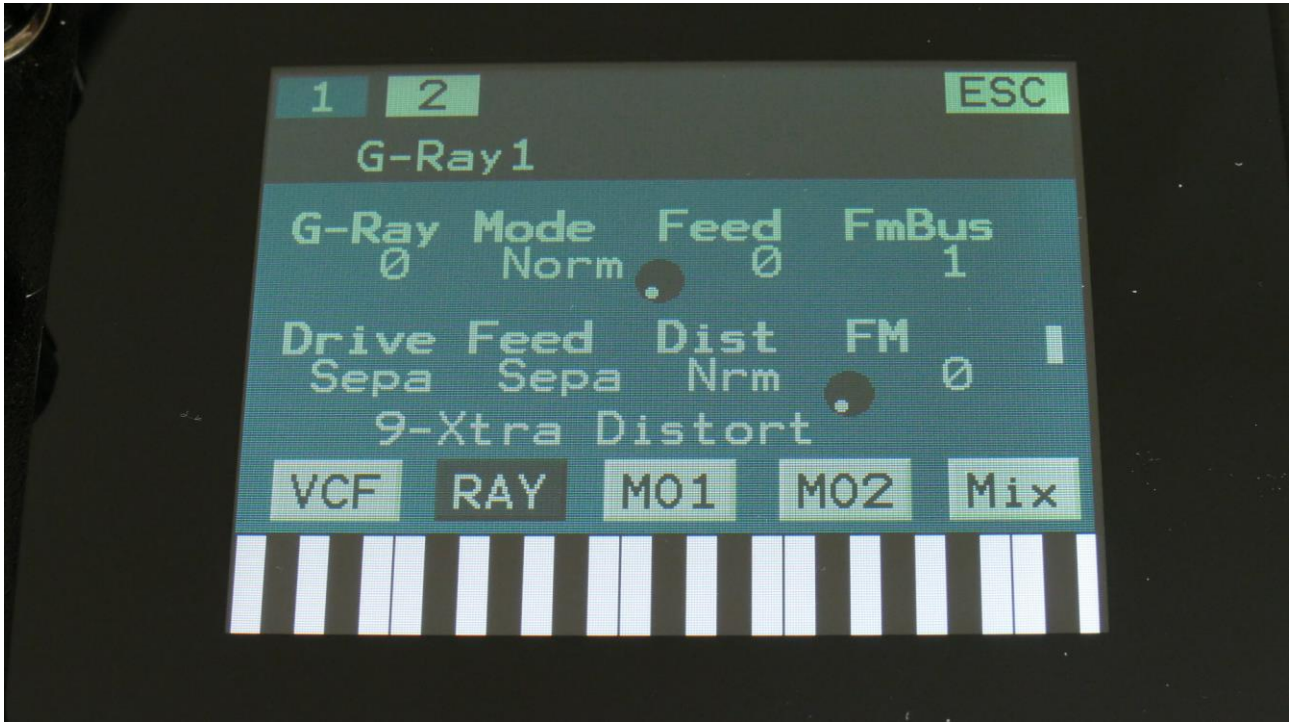 1 2 ESC
G-Ray1
G-Ray Mode Feed FmBus
0 Norm 0 1
Drive Feed Dist FM
Sepa Sepa Nrm 0
9-Xtra Distort
VCF RAY MO1 MO2 Mix